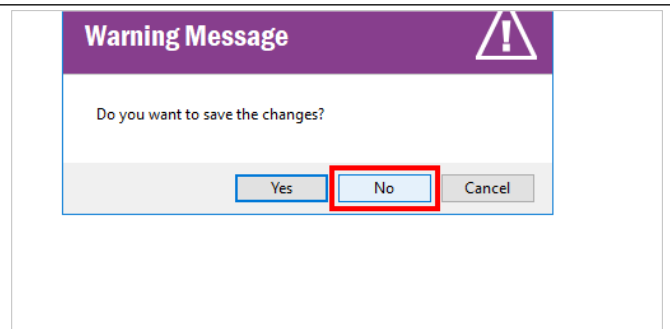 Warning Message
Do you want to save the changes?
Yes No Cancel